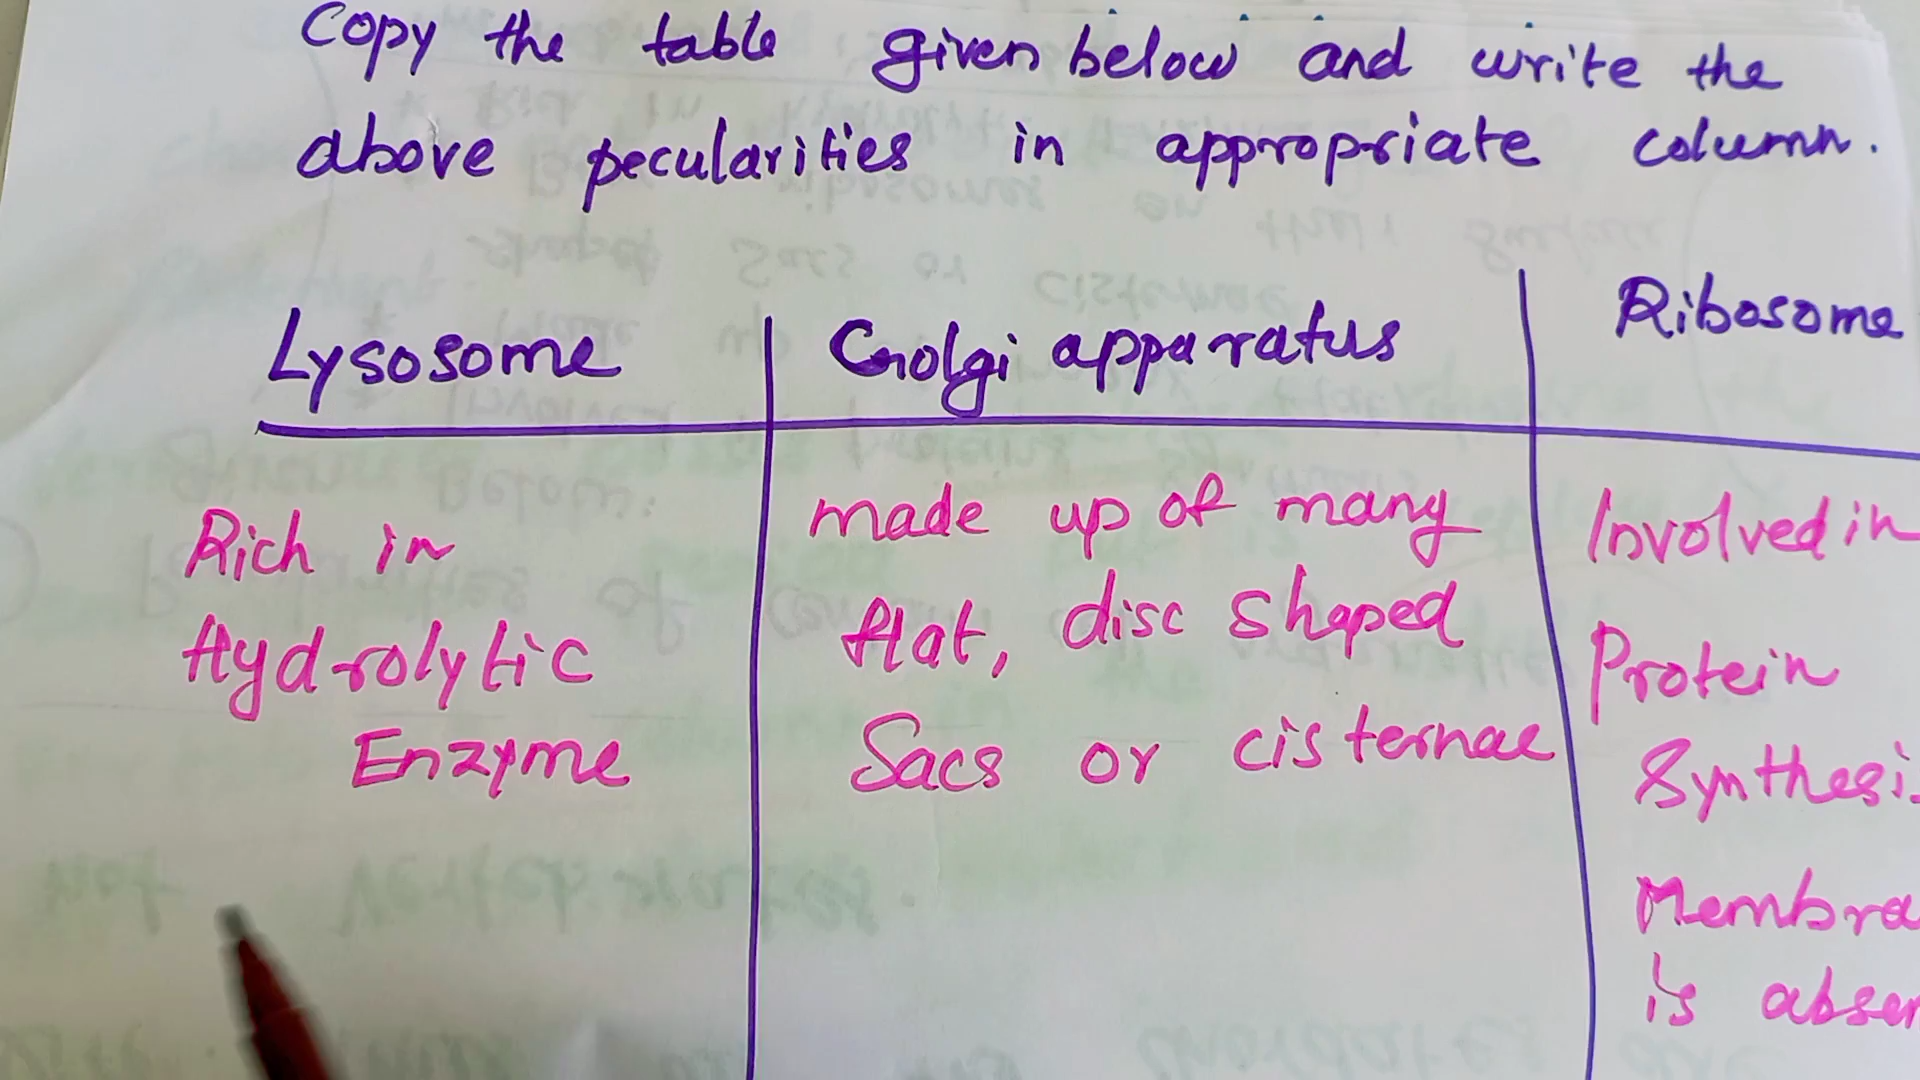 Copy the table given below and write the
above pecularities in appropriate column.
Lysosome
Golgi apparatus
Ribosome
Rich in
Hydrolytic
Enzyme
made up of many
flat, disc shaped
Sacs or cisternae
Involved in
Protein
Synthesi
Membra
is absen